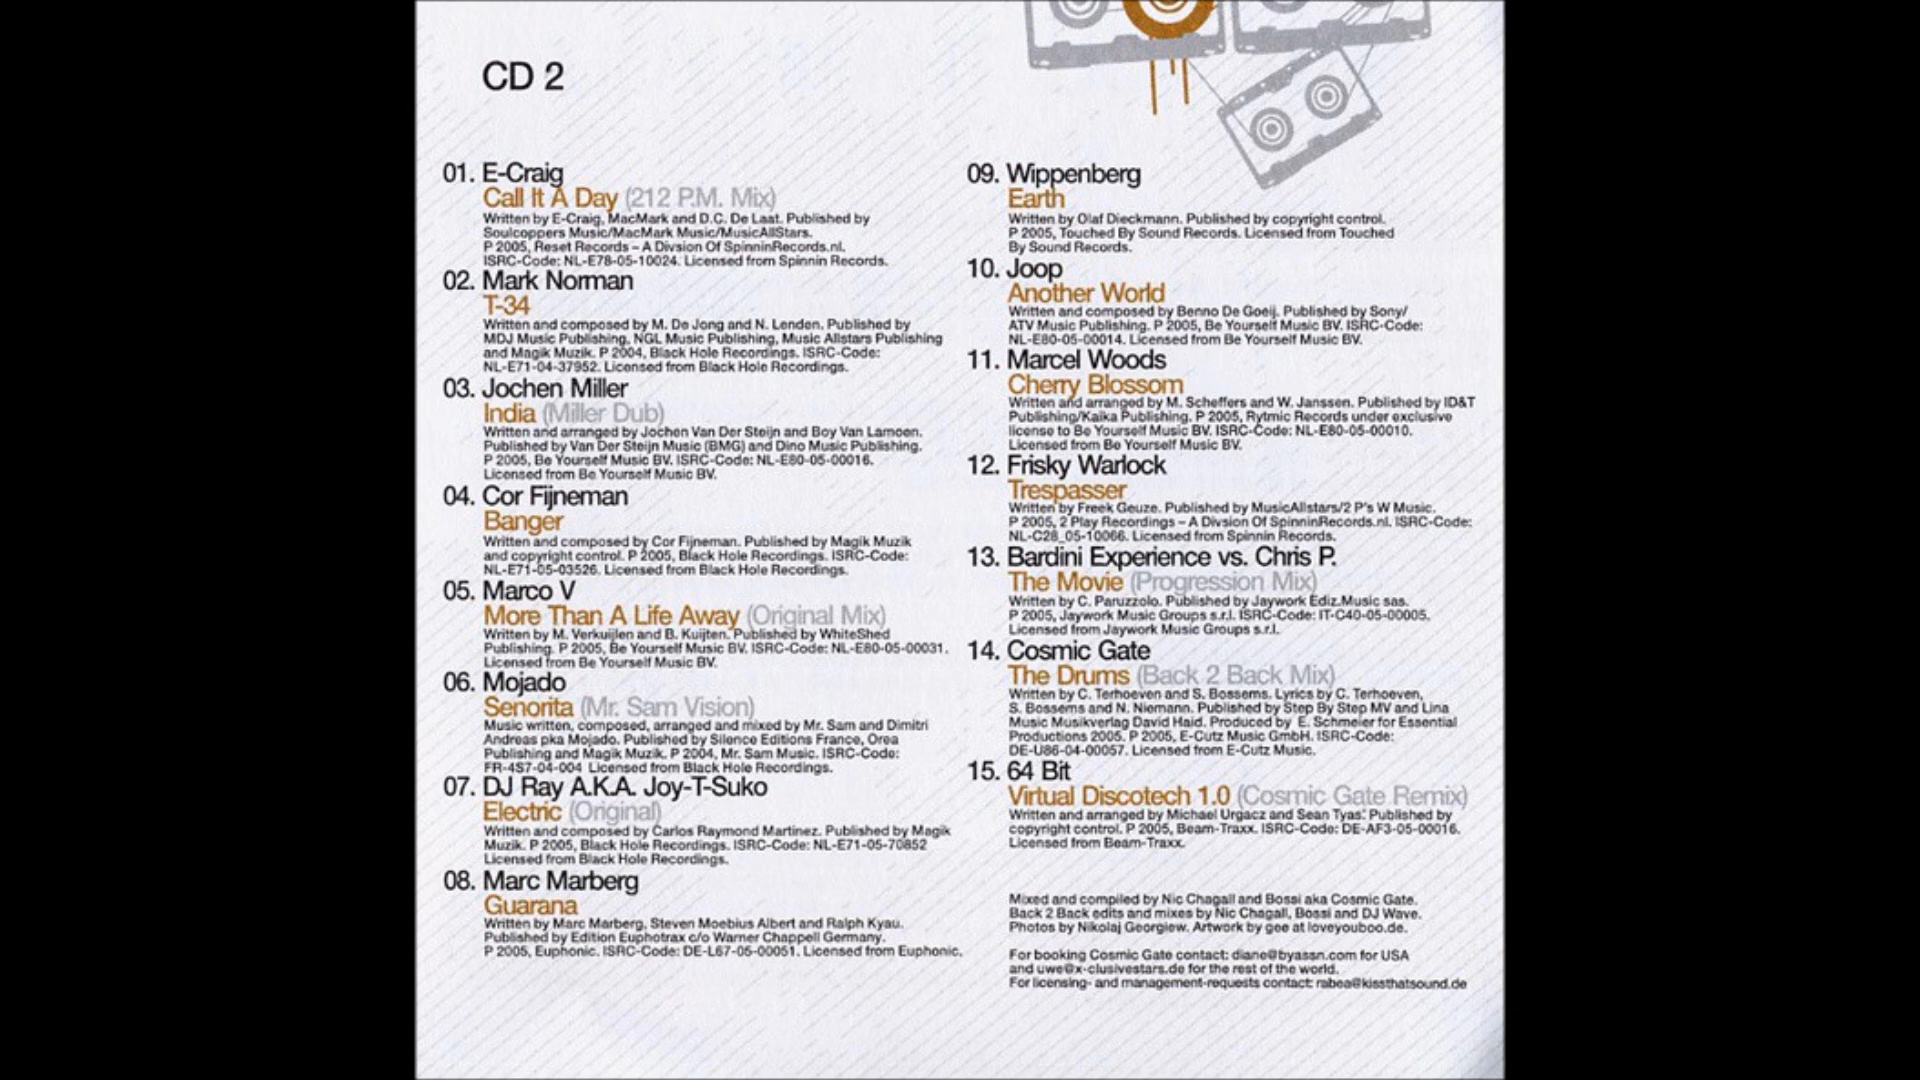 CD 2
01. E-Craig
Call It A Day (212 P.M. Mix)
Written by E-Craig, MacMark and D.C. De Laat. Published by
Soulcoppers Music/MacMark Music/MusicAllStars.
P 2005, Reset Records – A Divsion Of SpinninRecords.nl.
ISRC-Code: NL-E78-05-10024. Licensed from Spinnin Records.
02. Mark Norman
T-34
Written and composed by M. De Jong and N. Lenden. Published by
MDJ Music Publishing, NGL Music Publishing, Music Allstars Publishing
and Magik Muzik. P 2004, Black Hole Recordings. ISRC-Code:
NL-E71-04-37952. Licensed from Black Hole Recordings.
03. Jochen Miller
India (Miller Dub)
Written and arranged by Jochen Van Der Steijn and Boy Van Lamoen.
Published by Van Der Steijn Music (BMG) and Dino Music Publishing.
P 2005, Be Yourself Music BV. ISRC-Code: NL-E80-05-00016.
Licensed from Be Yourself Music BV.
04. Cor Fijneman
Banger
Written and composed by Cor Fijneman. Published by Magik Muzik
and copyright control. P 2005, Black Hole Recordings. ISRC-Code:
NL-E71-05-03526. Licensed from Black Hole Recordings.
05. Marco V
More Than A Life Away (Original Mix)
Written by M. Verkuijlen and B. Kuijten. Published by WhiteShed
Publishing. P 2005, Be Yourself Music BV. ISRC-Code: NL-E80-05-00031.
Licensed from Be Yourself Music BV.
06. Mojado
Senorita (Mr. Sam Vision)
Music written, composed, arranged and mixed by Mr. Sam and Dimitri
Andreas pka Mojado. Published by Silence Editions France, Orea
Publishing and Magik Muzik. P 2004, Mr. Sam Music. ISRC-Code:
FR-4S7-04-004 Licensed from Black Hole Recordings.
07. DJ Ray A.K.A. Joy-T-Suko
Electric (Original)
Written and composed by Carlos Raymond Martinez. Published by Magik
Muzik. P 2005, Black Hole Recordings. ISRC-Code: NL-E71-05-70852
Licensed from Black Hole Recordings.
08. Marc Marberg
Guarana
Written by Marc Marberg, Steven Moebius Albert and Ralph Kyau.
Published by Edition Euphotrax c/o Warner Chappell Germany.
P 2005, Euphonic. ISRC-Code: DE-L67-05-00051. Licensed from Euphonic.
09. Wippenberg
Earth
Written by Olaf Dieckmann. Published by copyright control.
P 2005, Touched By Sound Records. Licensed from Touched
By Sound Records.
10. Joop
Another World
Written and composed by Benno De Goeij. Published by Sony/
ATV Music Publishing. P 2005, Be Yourself Music BV. ISRC-Code:
NL-E80-05-00014. Licensed from Be Yourself Music BV.
11. Marcel Woods
Cherry Blossom
Written and arranged by M. Scheffers and W. Janssen. Published by ID&T
Publishing/Kaika Publishing. P 2005, Rytmic Records under exclusive
license to Be Yourself Music BV. ISRC-Code: NL-E80-05-00010.
Licensed from Be Yourself Music BV.
12. Frisky Warlock
Trespasser
Written by Freek Geuze. Published by MusicAllstars/2 P's W Music.
P 2005, 2 Play Recordings – A Divsion Of SpinninRecords.nl. ISRC-Code:
NL-C28_05-10066. Licensed from Spinnin Records.
13. Bardini Experience vs. Chris P.
The Movie (Progression Mix)
Written by C. Paruzzolo. Published by Jaywork Ediz.Music sas.
P 2005, Jaywork Music Groups s.r.l. ISRC-Code: IT-C40-05-00005.
Licensed from Jaywork Music Groups s.r.l.
14. Cosmic Gate
The Drums (Back 2 Back Mix)
Written by C. Terhoeven and S. Bossems. Lyrics by C. Terhoeven,
S. Bossems and N. Niemann. Published by Step By Step MV and Lina
Music Musikverlag David Haid. Produced by E. Schmeier for Essential
Productions 2005. P 2005, E-Cutz Music GmbH. ISRC-Code:
DE-U86-04-00057. Licensed from E-Cutz Music.
15. 64 Bit
Virtual Discotech 1.0 (Cosmic Gate Remix)
Written and arranged by Michael Urgacz and Sean Tyas. Published by
copyright control. P 2005, Beam-Traxx. ISRC-Code: DE-AF3-05-00016.
Licensed from Beam-Traxx.
Mixed and compiled by Nic Chagall and Bossi aka Cosmic Gate.
Back 2 Back edits and mixes by Nic Chagall, Bossi and DJ Wave.
Photos by Nikolaj Georgiew. Artwork by gee at loveyouboo.de.
For booking Cosmic Gate contact: diane@byassn.com for USA
and uwe@x-clusivestars.de for the rest of the world.
For licensing- and management-requests contact: rabea@kissthatsound.de